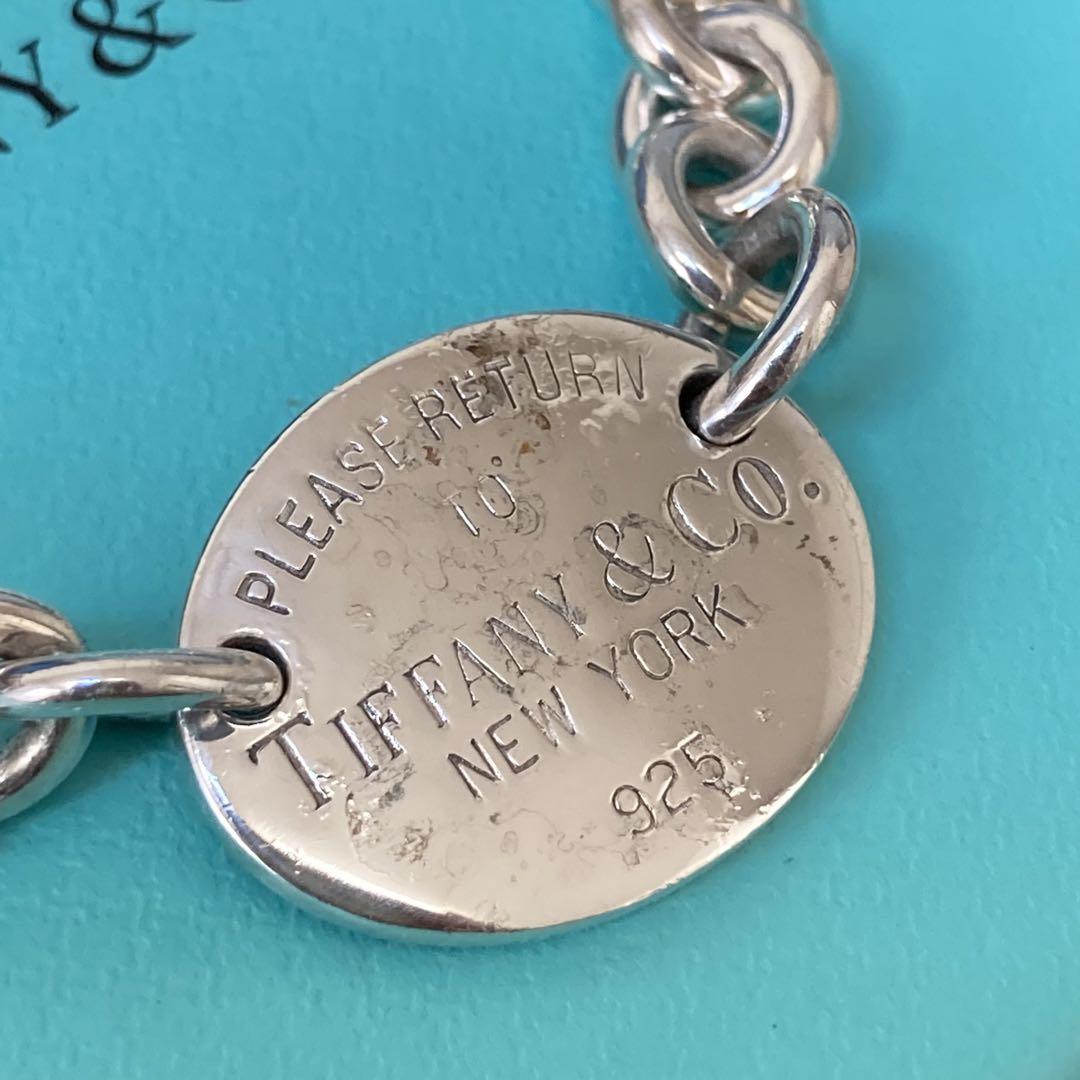 Y & C
PLEASE RETURN
TO
TIFFANY & CO.
NEW YORK
925